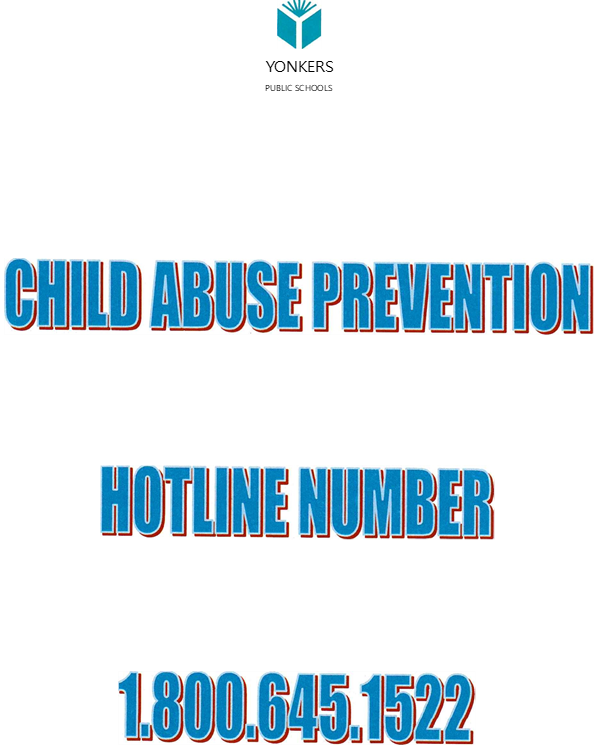 YONKERS
PUBLIC SCHOOLS
CHILD ABUSE PREVENTION
HOTLINE NUMBER
1.800.645.1522